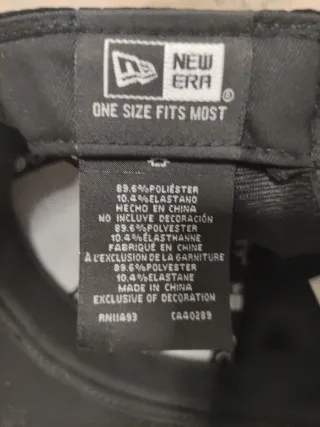 NEW
ERA
®
ONE SIZE FITS MOST
89.6%POLIÉSTER
10.4%ELASTANO
HECHO EN CHINA
NO INCLUYE DECORACIÓN
89.6%POLYESTER
10.4%ÉLASTHANNE
FABRIQUÉ EN CHINE
À L'EXCLUSION DE LA GARNITURE
89.6%POLYESTER
10.4%ELASTANE
MADE IN CHINA
EXCLUSIVE OF DECORATION
RN11493 CA40289